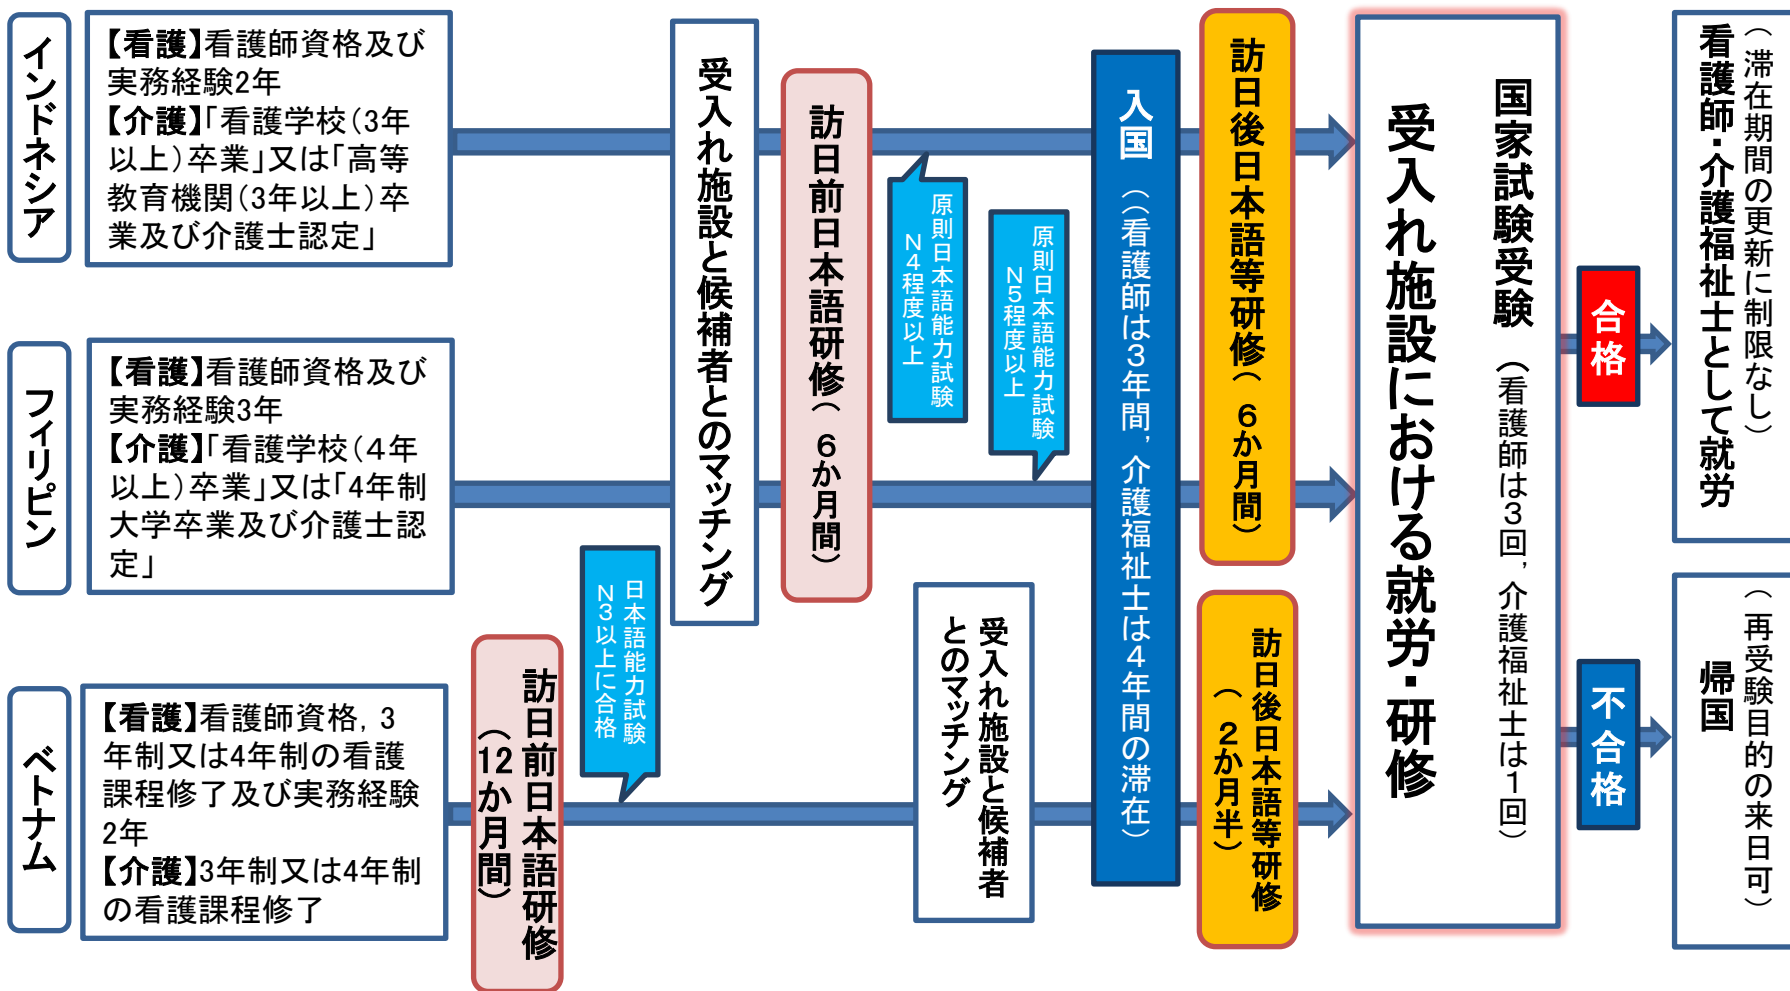 インドネシア
【看護】看護師資格及び
実務経験2年
【介護】「看護学校(3年
以上)卒業」又は「高等
教育機関(3年以上)卒
業及び介護士認定」
フィリピン
【看護】看護師資格及び
実務経験3年
【介護】「看護学校(4年
以上)卒業」又は「4年制
大学卒業及び介護士認
定」
ベトナム
【看護】看護師資格,3
年制又は4年制の看護
課程修了及び実務経験
2年
【介護】3年制又は4年制
の看護課程修了
訪日前日本語研修
(12か月間)
日本語能力試験
N3以上に合格
受入れ施設と候補者とのマッチング
訪日前日本語研修(6か月間)
原則日本語能力試験
N4程度以上
原則日本語能力試験
N5程度以上
受入れ施設と候補者
とのマッチング
入国((看護師は3年間,介護福祉士は4年間の滞在)
訪日後日本語等研修(6か月間)
訪日後日本語等研修
(2か月半)
国家試験受験(看護師は3回,介護福祉士は1回)
受入れ施設における就労・研修
合格
不合格
(滞在期間の更新に制限なし)
看護師・介護福祉士として就労
(再受験目的の来日可)
帰国